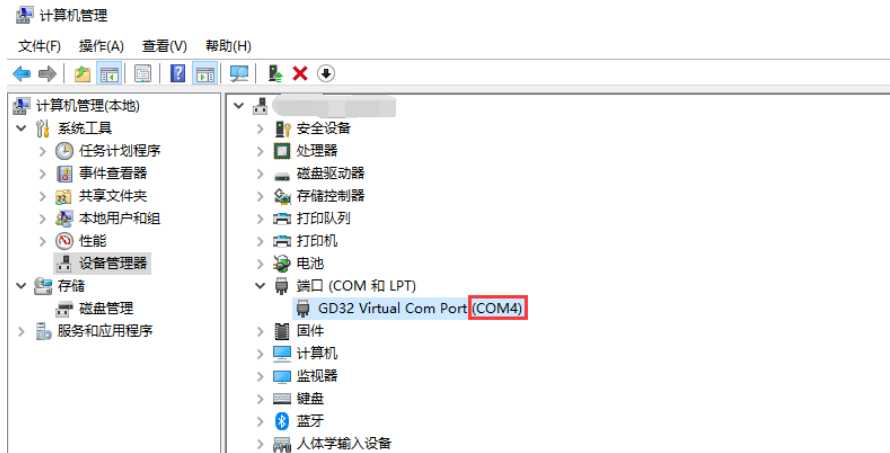 计算机管理
文件(F) 操作(A) 查看(V) 帮助(H)
计算机管理(本地)
系统工具
任务计划程序
事件查看器
共享文件夹
本地用户和组
性能
设备管理器
存储
磁盘管理
服务和应用程序
安全设备
处理器
磁盘驱动器
存储控制器
打印队列
打印机
电池
端口 (COM 和 LPT)
GD32 Virtual Com Port (COM4)
固件
计算机
监视器
键盘
蓝牙
人体学输入设备